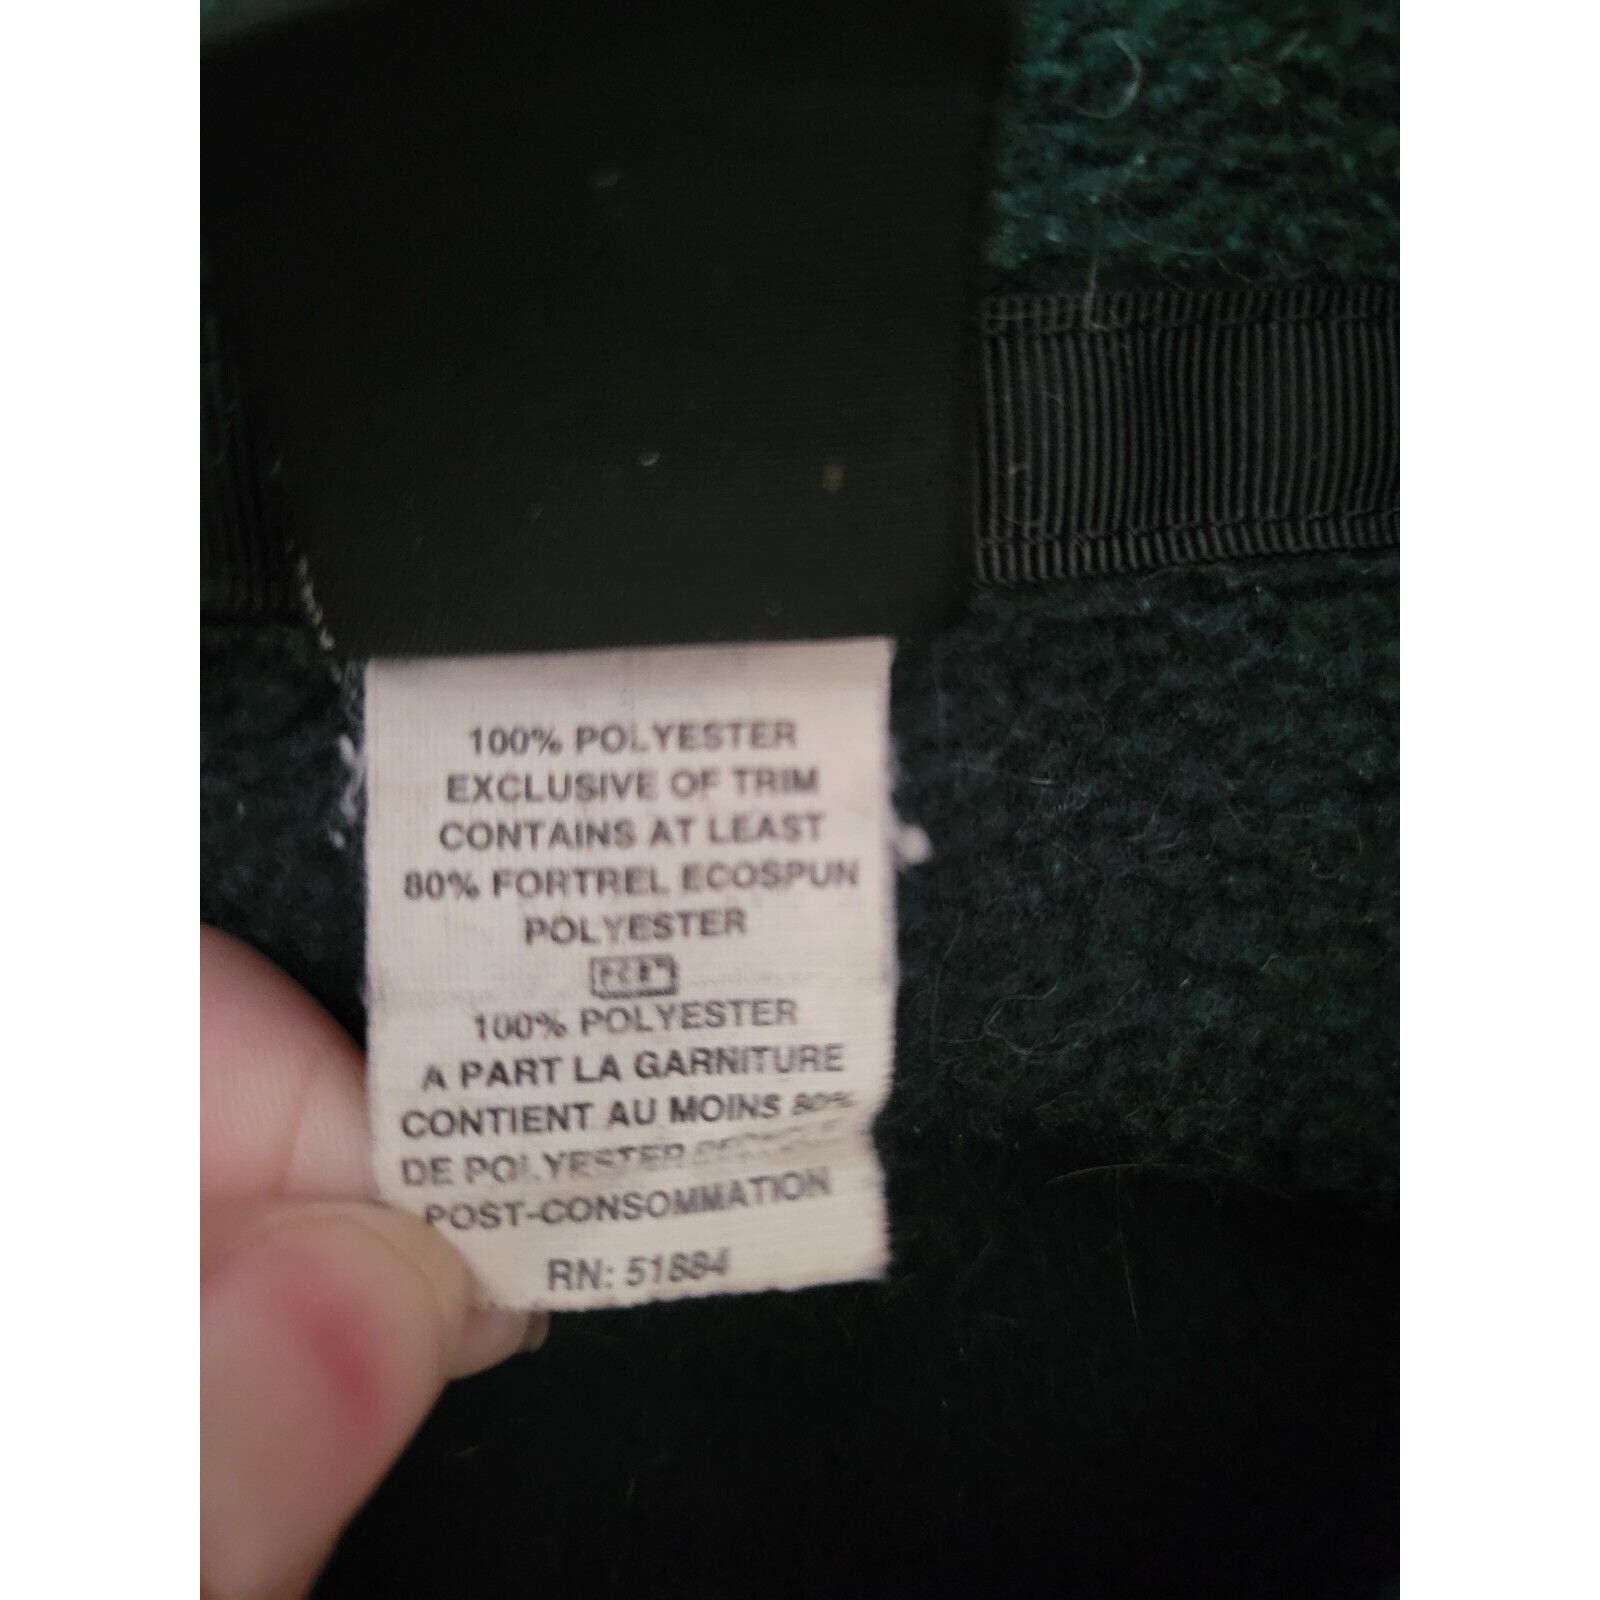 100% POLYESTER
EXCLUSIVE OF TRIM
CONTAINS AT LEAST
80% FORTREL ECOSPUN
POLYESTER
100% POLYESTER
A PART LA GARNITURE
CONTIENT AU MOINS 80%
DE POLYESTER
POST-CONSOMMATION
RN: 51884